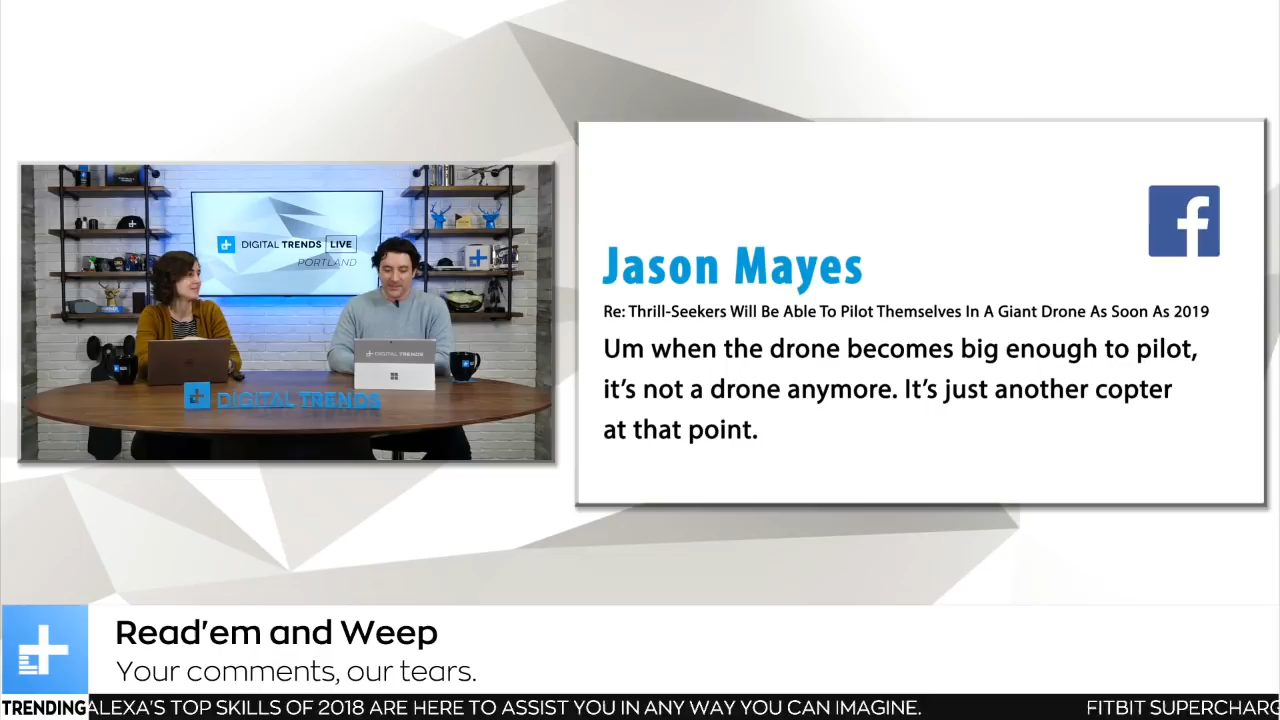 DIGITAL TRENDS LIVE
PORTLAND
DIGITAL TRENDS
DIGITAL TRENDS
Jason Mayes
Re: Thrill-Seekers Will Be Able To Pilot Themselves In A Giant Drone As Soon As 2019
Um when the drone becomes big enough to pilot,
it's not a drone anymore. It's just another copter
at that point.
Read'em and Weep
Your comments, our tears.
TRENDING ALEXA'S TOP SKILLS OF 2018 ARE HERE TO ASSIST YOU IN ANY WAY YOU CAN IMAGINE. FITBIT SUPERCHARG